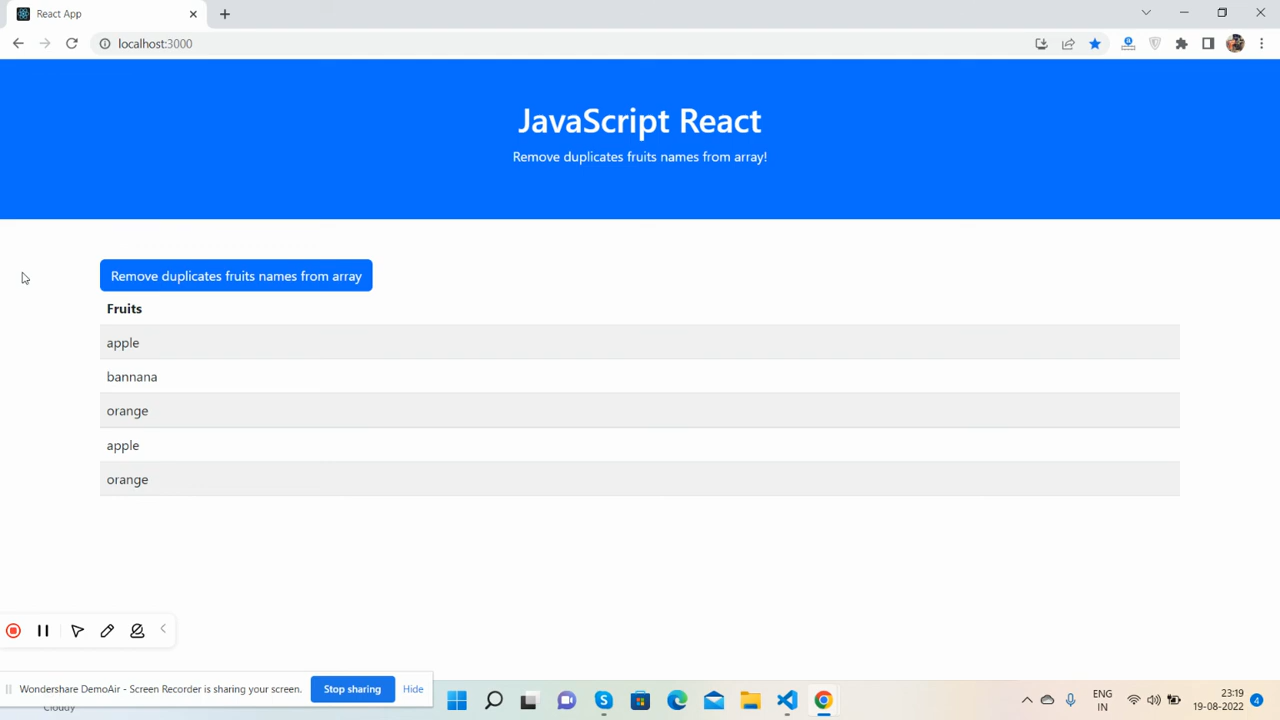 React App
localhost:3000
JavaScript React
Remove duplicates fruits names from array!
Remove duplicates fruits names from array
Fruits
apple
bannana
orange
apple
orange
Wondershare DemoAir - Screen Recorder is sharing your screen.
Stop sharing
Hide
Cloudy
ENG
IN
23:19
19-08-2022
4